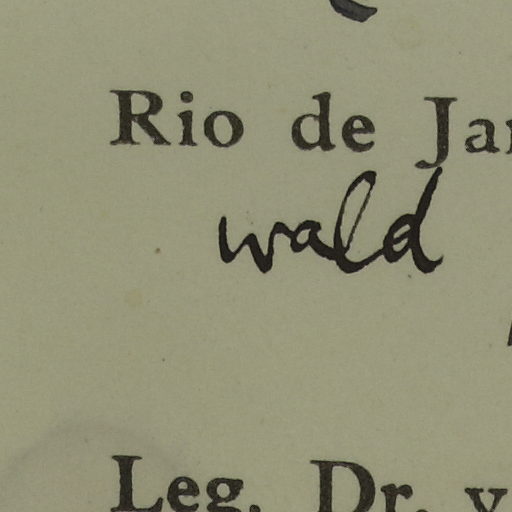 Rio de Ja
wald
Leg. Dr. v